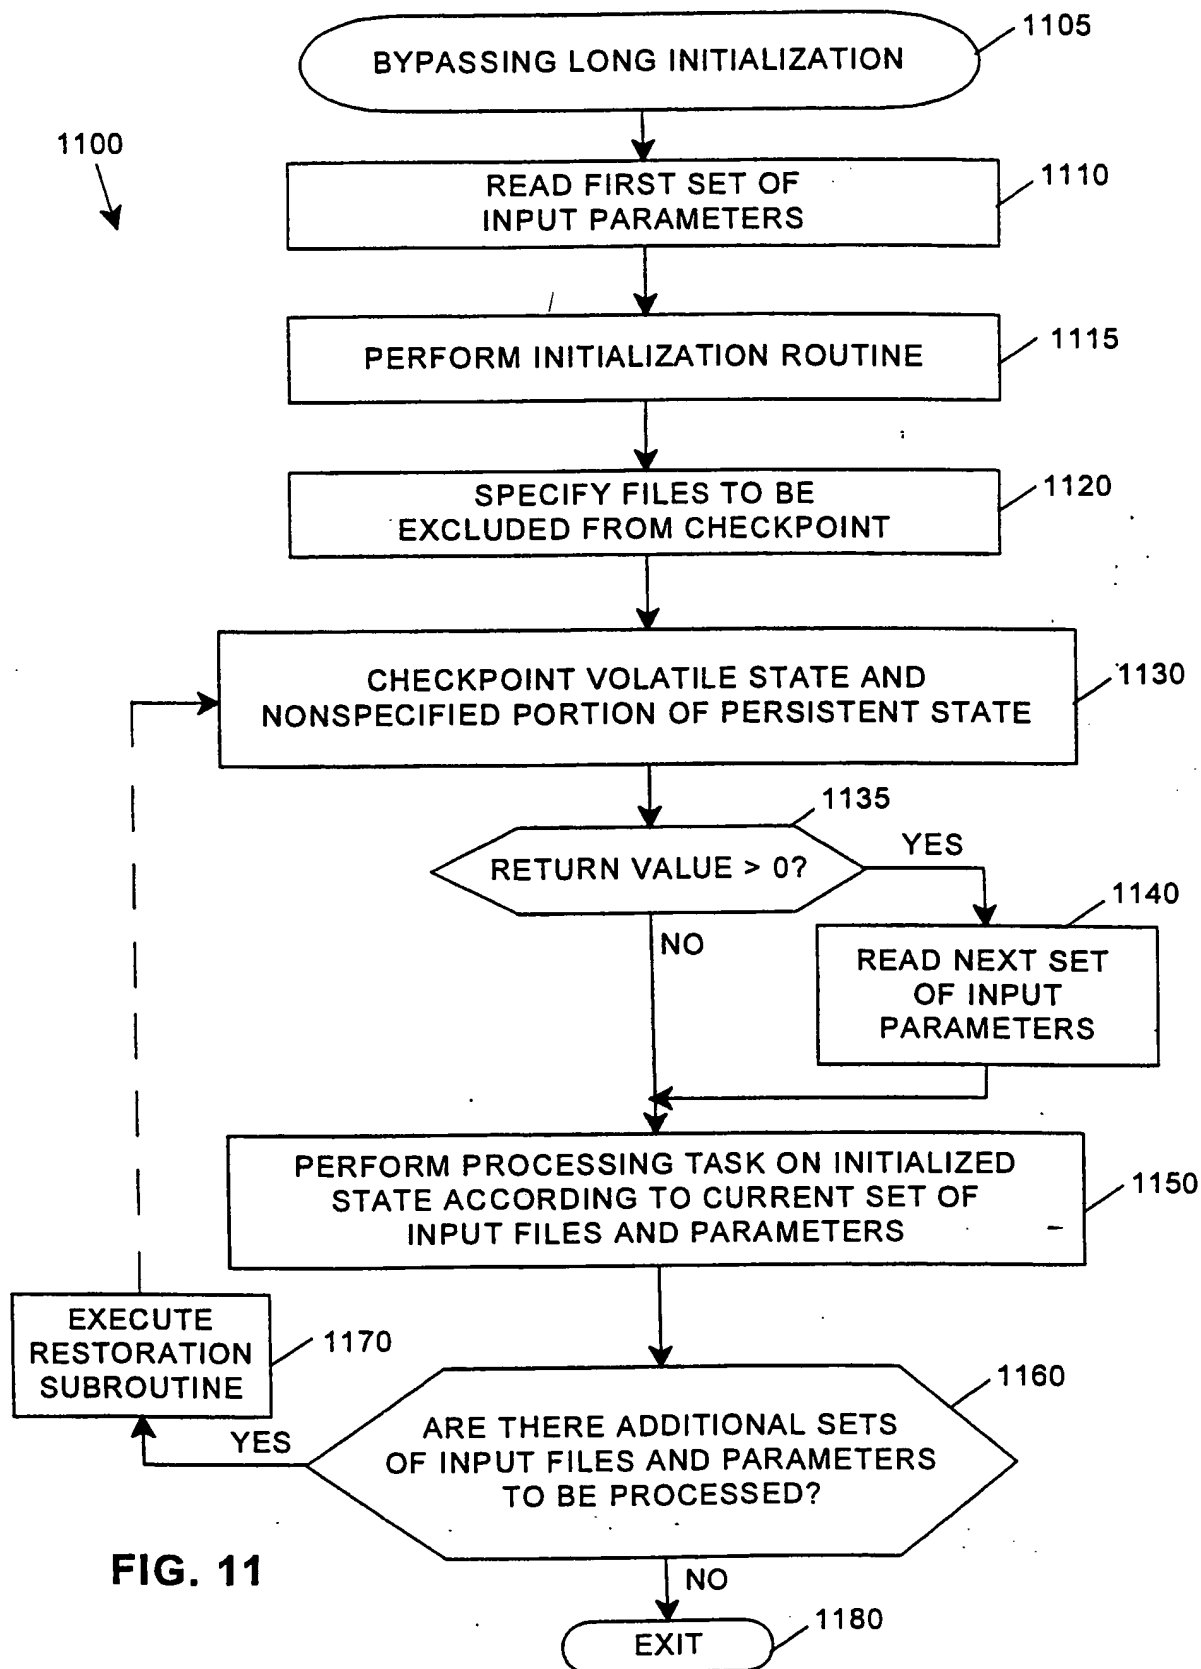 BYPASSING LONG INITIALIZATION
1105
1100
READ FIRST SET OF
INPUT PARAMETERS
1110
PERFORM INITIALIZATION ROUTINE
1115
SPECIFY FILES TO BE
EXCLUDED FROM CHECKPOINT
1120
CHECKPOINT VOLATILE STATE AND
NONSPECIFIED PORTION OF PERSISTENT STATE
1130
RETURN VALUE > 0?
1135
YES
NO
1140
READ NEXT SET
OF INPUT
PARAMETERS
PERFORM PROCESSING TASK ON INITIALIZED
STATE ACCORDING TO CURRENT SET OF
INPUT FILES AND PARAMETERS
1150
EXECUTE
RESTORATION
SUBROUTINE
1170
YES
ARE THERE ADDITIONAL SETS
OF INPUT FILES AND PARAMETERS
TO BE PROCESSED?
1160
NO
FIG. 11
EXIT
1180